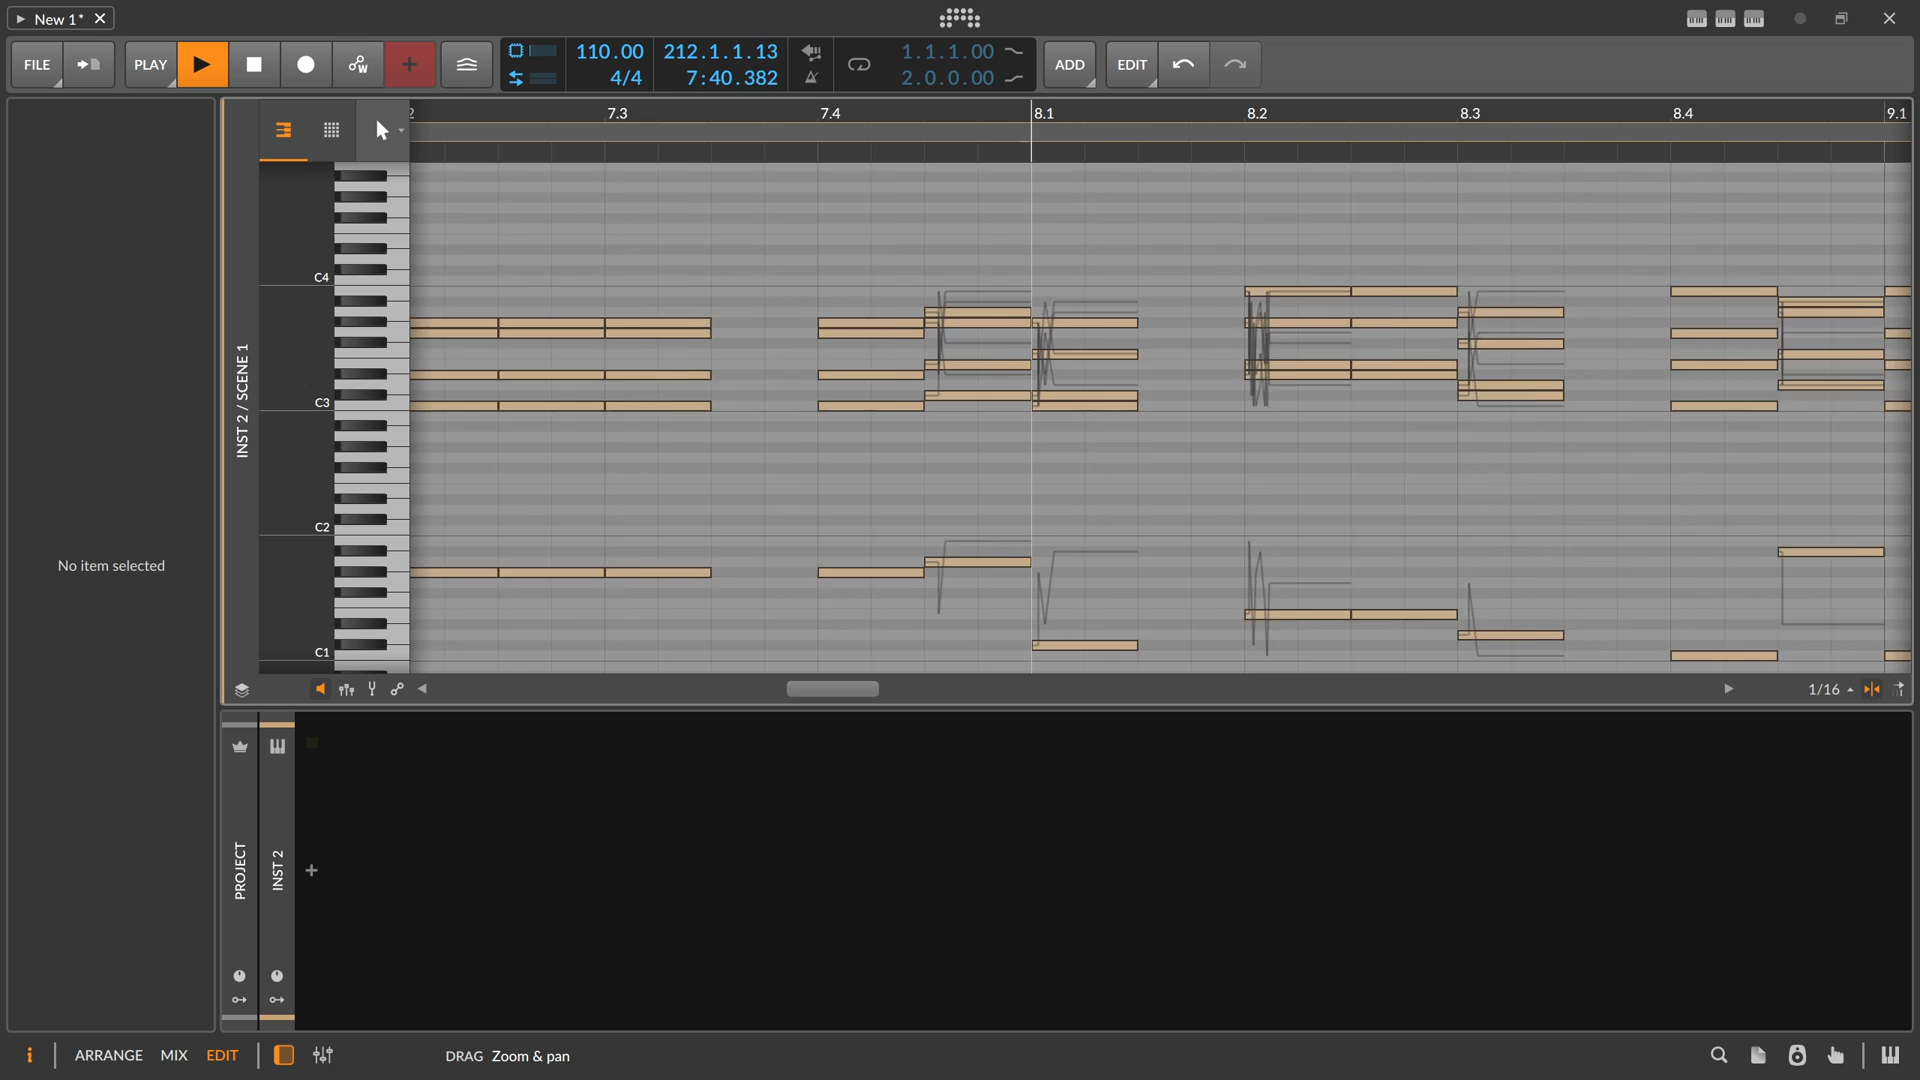 New 1*
FILE
PLAY
110.00
4/4
212.1.1.13
7:40.382
1.1.1.00
2.0.0.00
ADD
EDIT
2 7.3 7.4 8.1 8.2 8.3 8.4 9.1
C4
C3
C2
C1
INST 2 / SCENE 1
No item selected
1/16
PROJECT
INST 2
i ARRANGE MIX EDIT
DRAG Zoom & pan